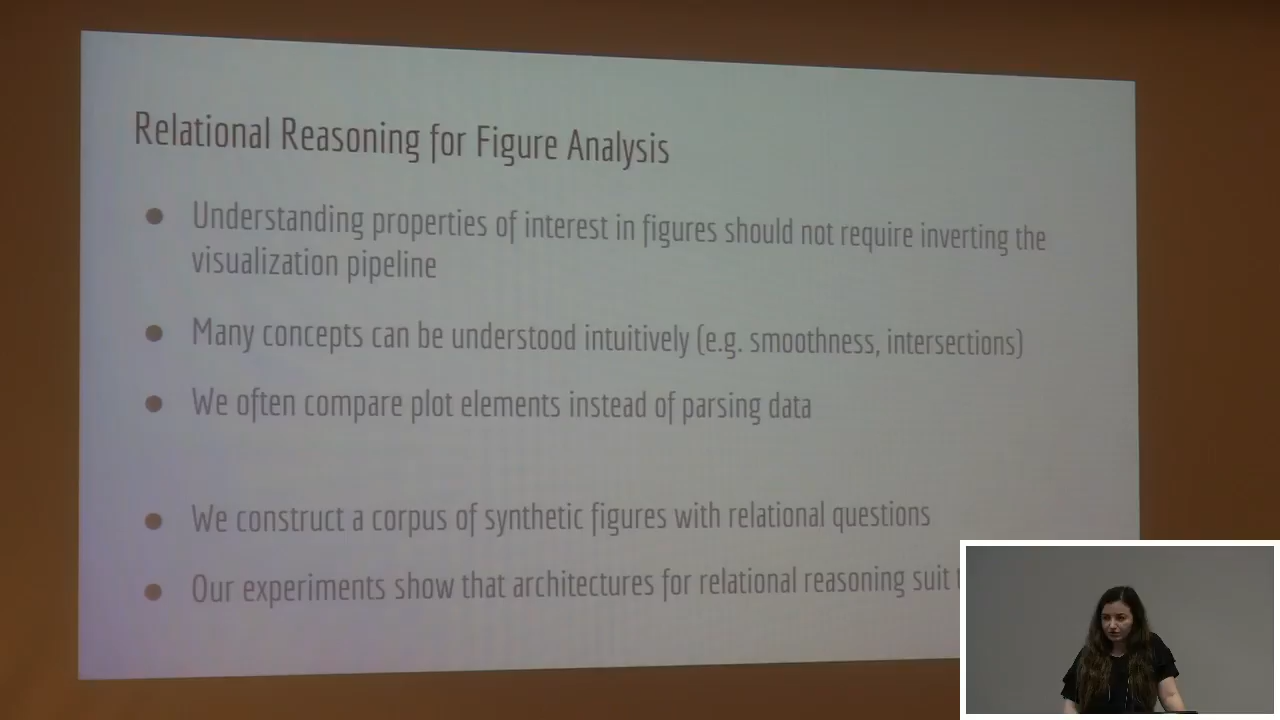 Relational Reasoning for Figure Analysis
● Understanding properties of interest in figures should not require inverting the
visualization pipeline
● Many concepts can be understood intuitively (e.g. smoothness, intersections)
● We often compare plot elements instead of parsing data
● We construct a corpus of synthetic figures with relational questions
● Our experiments show that architectures for relational reasoning suit